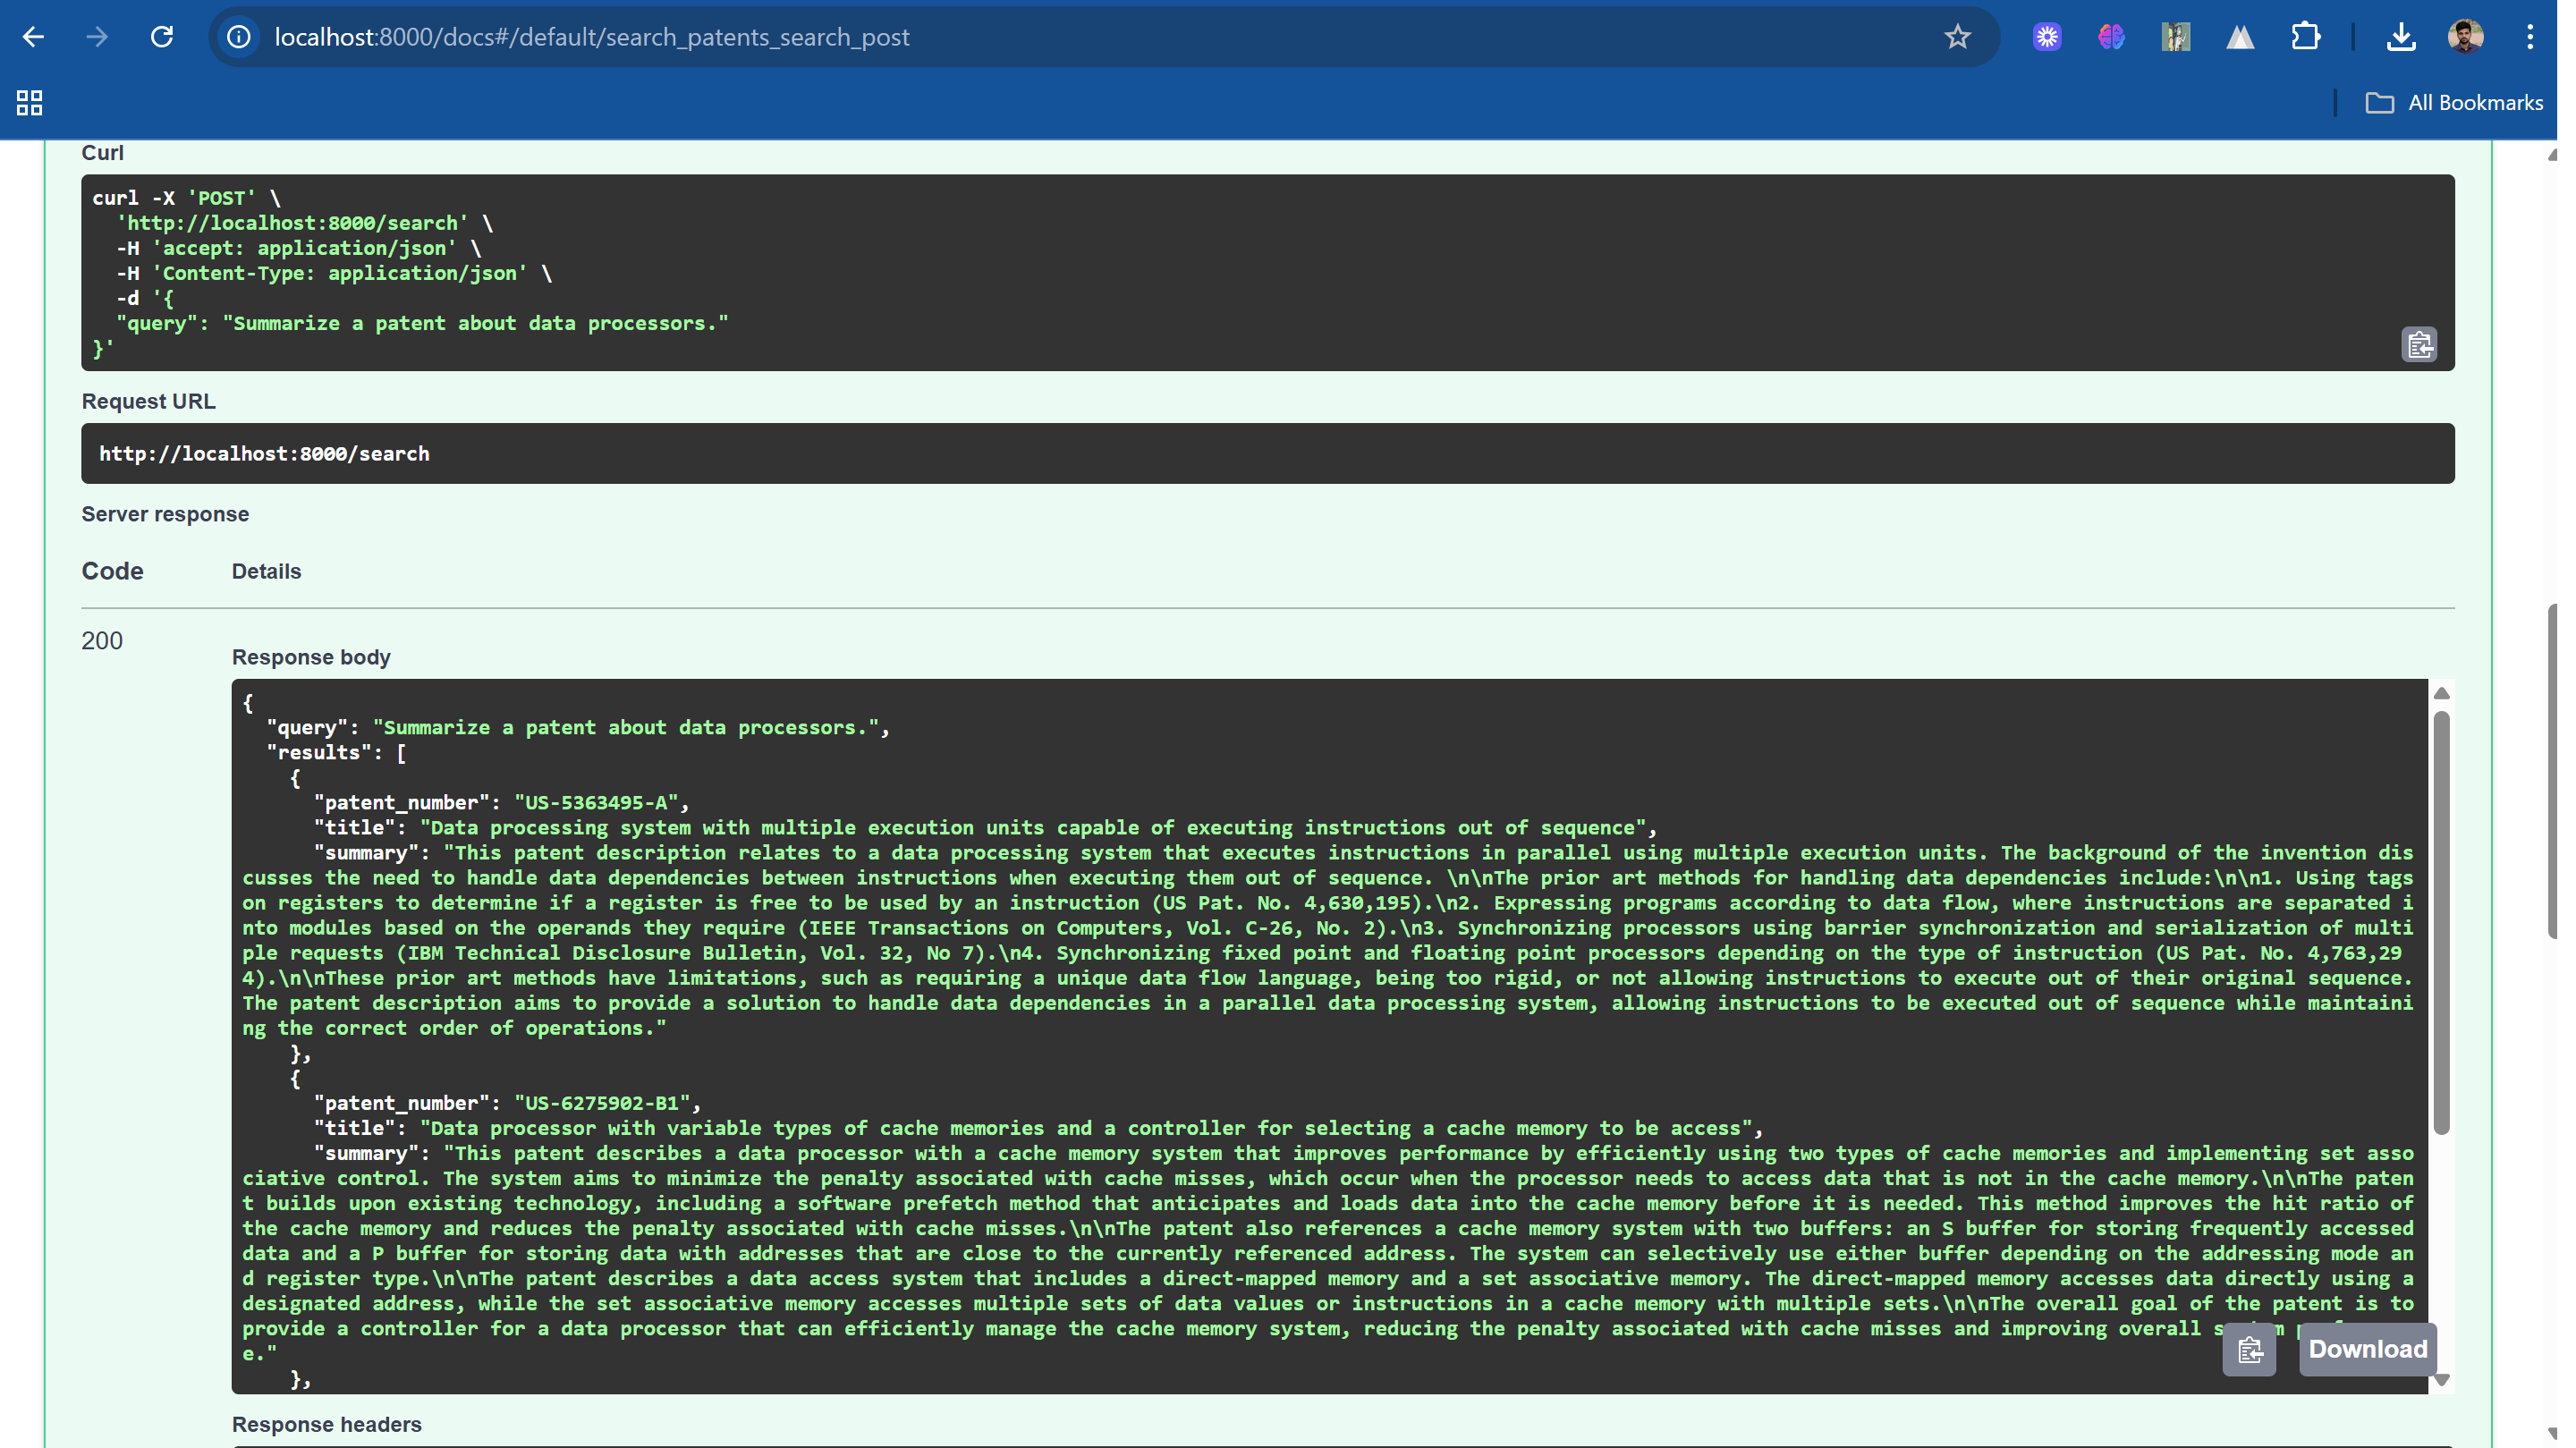 localhost:8000/docs#/default/search_patents_search_post
All Bookmarks
Curl
curl -X 'POST' \
'http://localhost:8000/search' \
-H 'accept: application/json' \
-H 'Content-Type: application/json' \
-d '{
"query": "Summarize a patent about data processors."
}'
Request URL
http://localhost:8000/search
Server response
Code Details
200
Response body
{
"query": "Summarize a patent about data processors.",
"results": [
{
"patent_number": "US-5363495-A",
"title": "Data processing system with multiple execution units capable of executing instructions out of sequence",
"summary": "This patent description relates to a data processing system that executes instructions in parallel using multiple execution units. The background of the invention dis
cusses the need to handle data dependencies between instructions when executing them out of sequence. \n\nThe prior art methods for handling data dependencies include:\n\n1. Using tags
on registers to determine if a register is free to be used by an instruction (US Pat. No. 4,630,195).\n2. Expressing programs according to data flow, where instructions are separated i
nto modules based on the operands they require (IEEE Transactions on Computers, Vol. C-26, No. 2).\n3. Synchronizing processors using barrier synchronization and serialization of multi
ple requests (IBM Technical Disclosure Bulletin, Vol. 32, No 7).\n4. Synchronizing fixed point and floating point processors depending on the type of instruction (US Pat. No. 4,763,29
4).\n\nThese prior art methods have limitations, such as requiring a unique data flow language, being too rigid, or not allowing instructions to execute out of their original sequence.
The patent description aims to provide a solution to handle data dependencies in a parallel data processing system, allowing instructions to be executed out of sequence while maintaini
ng the correct order of operations."
},
{
"patent_number": "US-6275902-B1",
"title": "Data processor with variable types of cache memories and a controller for selecting a cache memory to be access",
"summary": "This patent describes a data processor with a cache memory system that improves performance by efficiently using two types of cache memories and implementing set asso
ciative control. The system aims to minimize the penalty associated with cache misses, which occur when the processor needs to access data that is not in the cache memory.\n\nThe paten
t builds upon existing technology, including a software prefetch method that anticipates and loads data into the cache memory before it is needed. This method improves the hit ratio of
the cache memory and reduces the penalty associated with cache misses.\n\nThe patent also references a cache memory system with two buffers: an S buffer for storing frequently accessed
data and a P buffer for storing data with addresses that are close to the currently referenced address. The system can selectively use either buffer depending on the addressing mode an
d register type.\n\nThe patent describes a data access system that includes a direct-mapped memory and a set associative memory. The direct-mapped memory accesses data directly using a
designated address, while the set associative memory accesses multiple sets of data values or instructions in a cache memory with multiple sets.\n\nThe overall goal of the patent is to
provide a controller for a data processor that can efficiently manage the cache memory system, reducing the penalty associated with cache misses and improving overall
e."
Download
},
Response headers